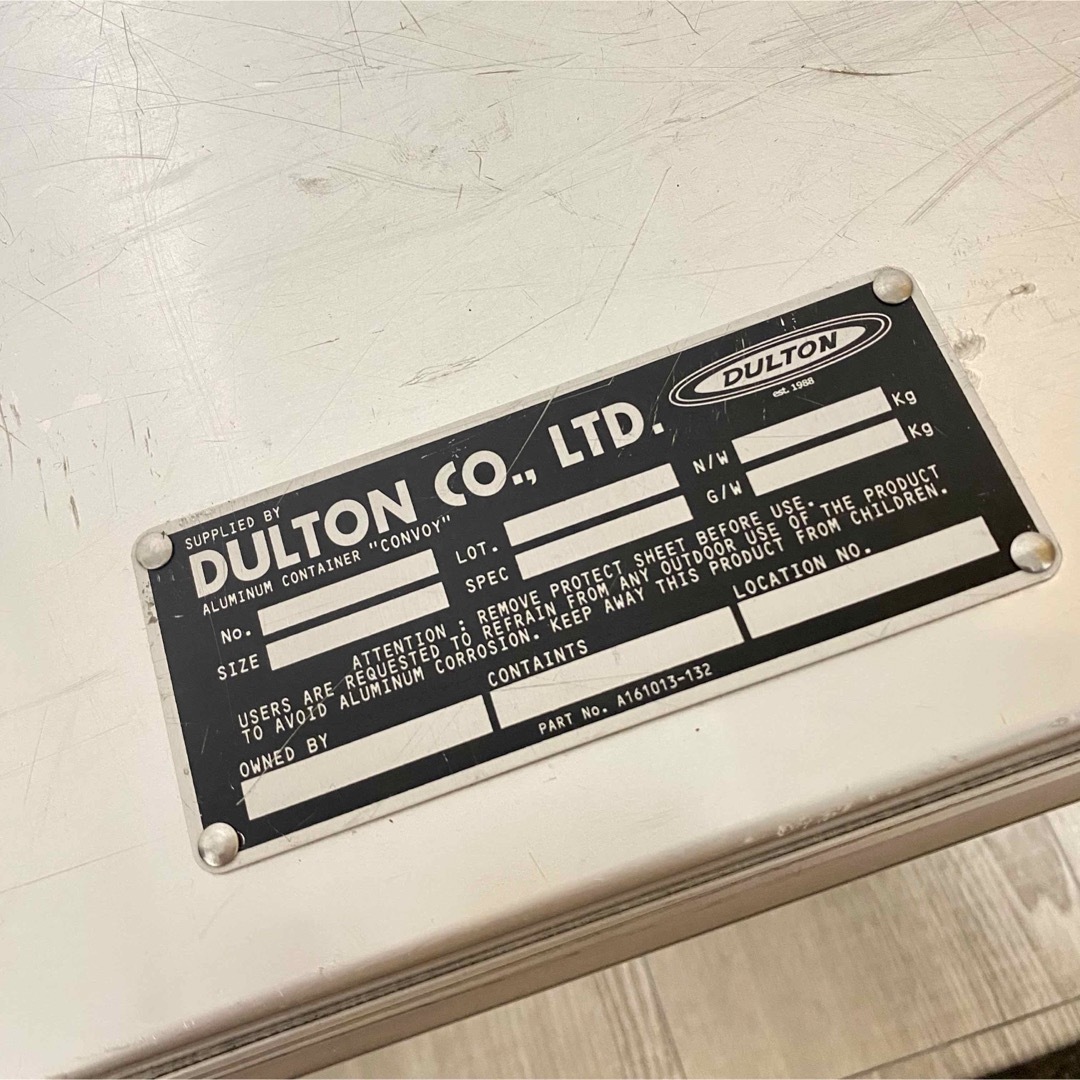 SUPPLIED BY
DULTON CO., LTD.
DULTON
est. 1988
ALUMINUM CONTAINER "CONVOY"
No.
LOT.
N/W
Kg
SIZE
SPEC
G/W
Kg
ATTENTION : REMOVE PROTECT SHEET BEFORE USE.
USERS ARE REQUESTED TO REFRAIN FROM ANY OUTDOOR USE OF THE PRODUCT
TO AVOID ALUMINUM CORROSION. KEEP AWAY THIS PRODUCT FROM CHILDREN.
OWNED BY
CONTAINTS
LOCATION NO.
PART No. A161013-132